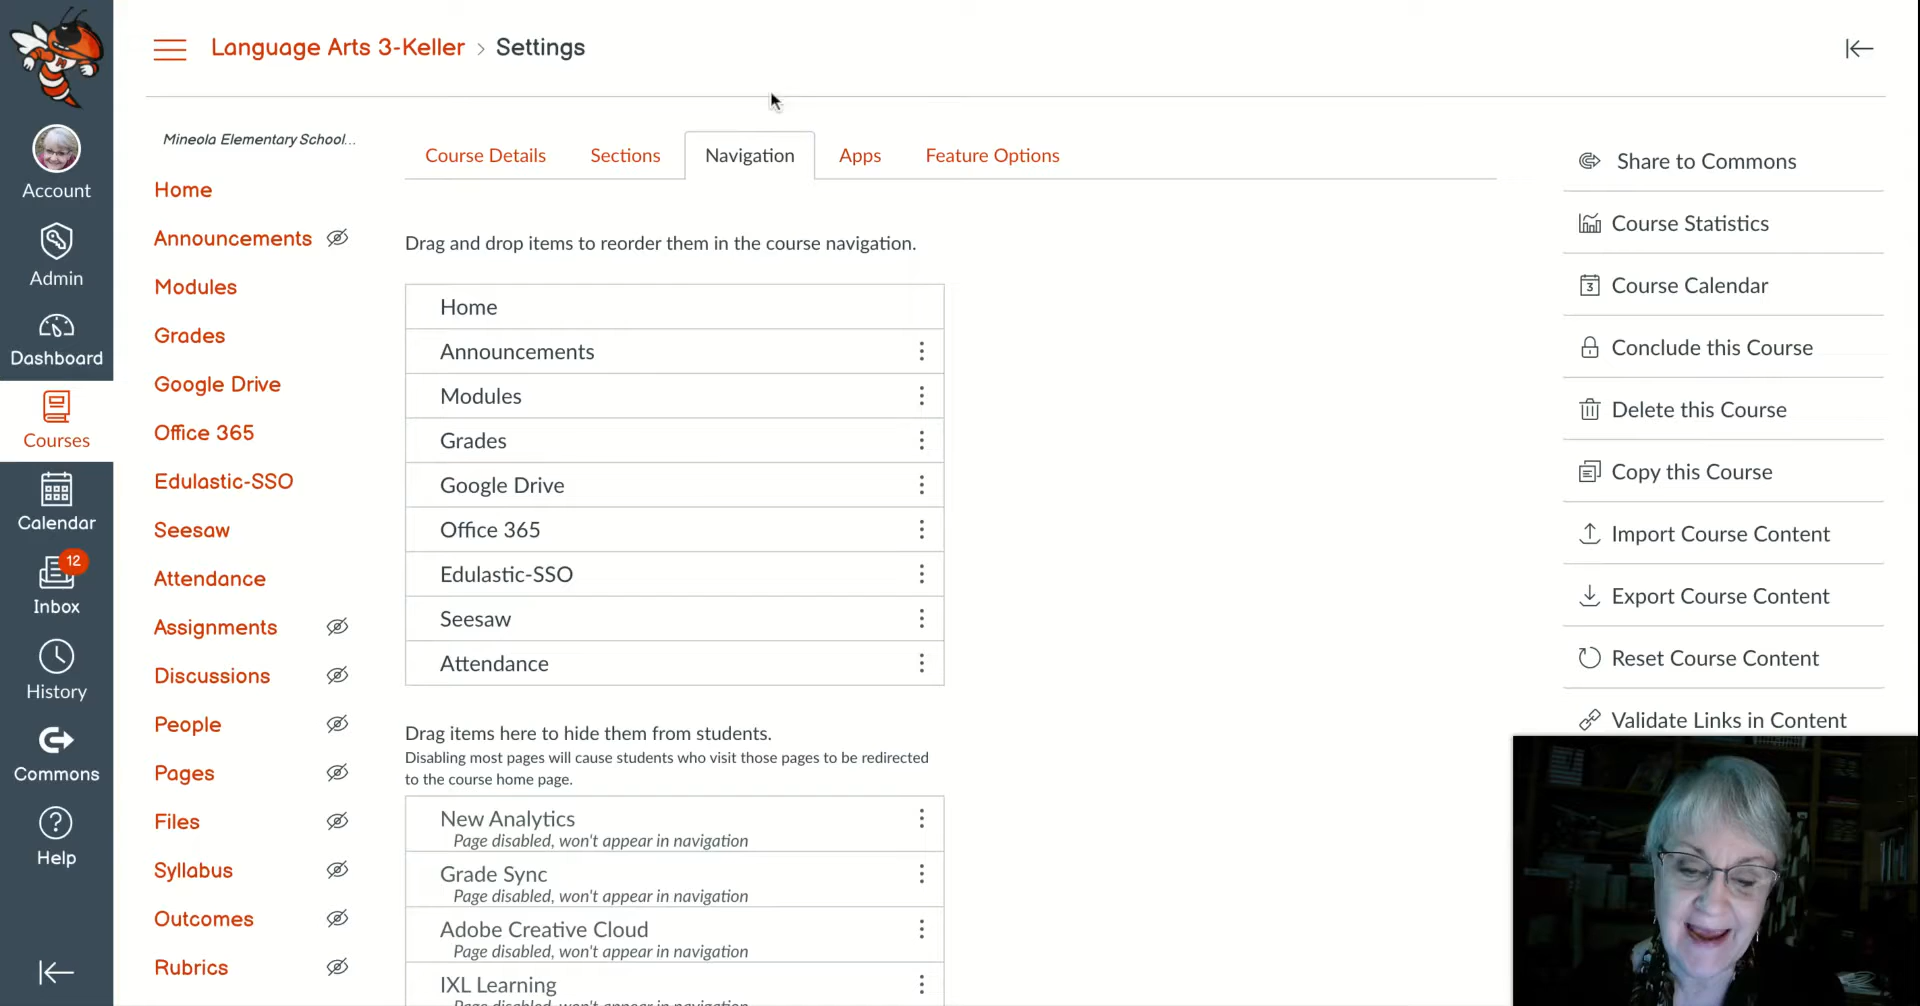 Language Arts 3-Keller > Settings
Account
Admin
Dashboard
Courses
Calendar
12
Inbox
History
Commons
Help
Mineola Elementary School...
Home
Announcements
Modules
Grades
Google Drive
Office 365
Edulastic-SSO
Seesaw
Attendance
Assignments
Discussions
People
Pages
Files
Syllabus
Outcomes
Rubrics
Course Details Sections Navigation Apps Feature Options
Drag and drop items to reorder them in the course navigation.
Home
Announcements
Modules
Grades
Google Drive
Office 365
Edulastic-SSO
Seesaw
Attendance
Drag items here to hide them from students.
Disabling most pages will cause students who visit those pages to be redirected
to the course home page.
New Analytics
Page disabled, won't appear in navigation
Grade Sync
Page disabled, won't appear in navigation
Adobe Creative Cloud
Page disabled, won't appear in navigation
IXL Learning
Page disabled, won't appear in navigation
Share to Commons
Course Statistics
3
Course Calendar
Conclude this Course
Delete this Course
Copy this Course
Import Course Content
Export Course Content
Reset Course Content
Validate Links in Content